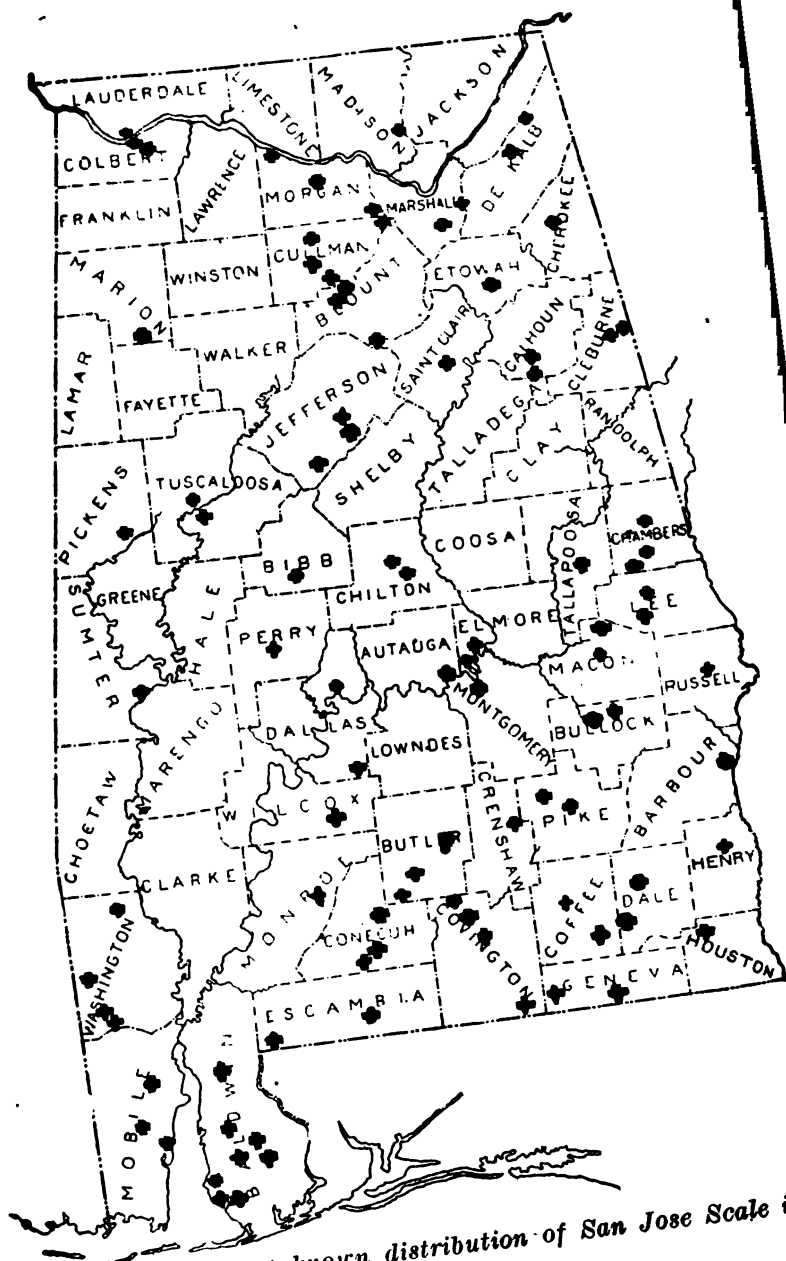 LAUDERDALE
LIMESTONE
MADISON
JACKSON
COLBERT
LAWRENCE
MORGAN
MARSHALL
DE KALB
FRANKLIN
CHEROKEE
MARION
WINSTON
CULLMAN
BLOUNT
ETOWAH
LAMAR
WALKER
SAINT CLAIR
CALHOUN
CLEBURNE
FAYETTE
JEFFERSON
TALLADEGA
RANDOLPH
PICKENS
TUSCALOOSA
SHELBY
CLAY
SUMTER
GREENE
HALE
BIBB
CHILTON
COOSA
TALLAPOOSA
CHAMBERS
PERRY
AUTAUGA
ELMORE
LEE
MACON
RUSSELL
MARENGO
DALLAS
LOWNDES
MONTGOMERY
BULLOCK
CHOETAW
WILCOX
CRENSHAW
PIKE
BARBOUR
CLARKE
BUTLER
HENRY
MONROE
COFFEE
DALE
WASHINGTON
CONECUH
COVINGTON
HOUSTON
ESCAMBIA
GENEVA
MOBILE
BALDWIN
known distribution of San Jose Scale